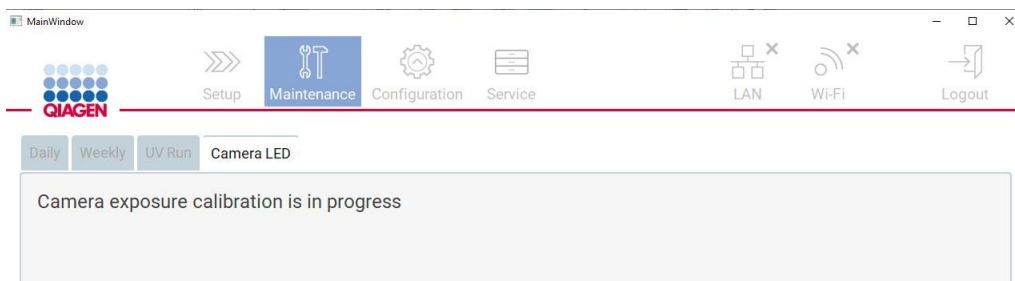 MainWindow
QIAGEN
Setup Maintenance Configuration Service LAN Wi-Fi Logout
Daily Weekly UV Run Camera LED
Camera exposure calibration is in progress